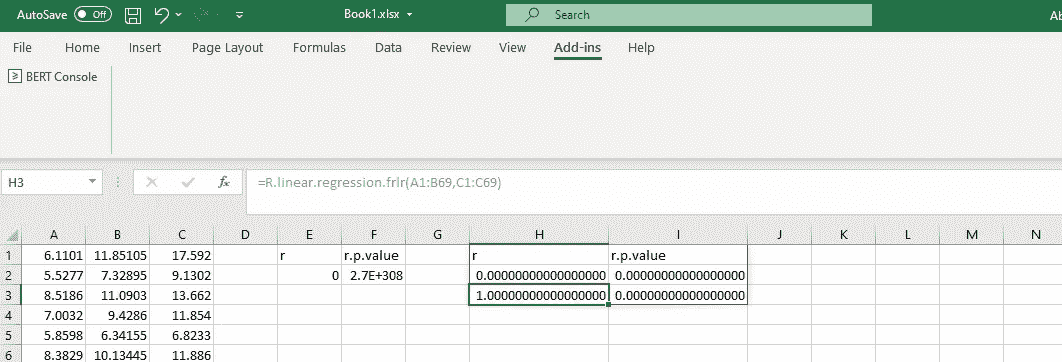 AutoSave Off Book1.xlsx Search Ab
File Home Insert Page Layout Formulas Data Review View Add-ins Help
BERT Console
H3 fx =R.linear.regression.frlr(A1:B69,C1:C69)
A B C D E F G H I J K L M N
1 6.1101 11.85105 17.592 r r.p.value r r.p.value
2 5.5277 7.32895 9.1302 0 2.7E+308 0.00000000000000000 0.00000000000000000
3 8.5186 11.0903 13.662 1.00000000000000000 0.00000000000000000
4 7.0032 9.4286 11.854
5 5.8598 6.34155 6.8233
6 8.3829 10.13445 11.886